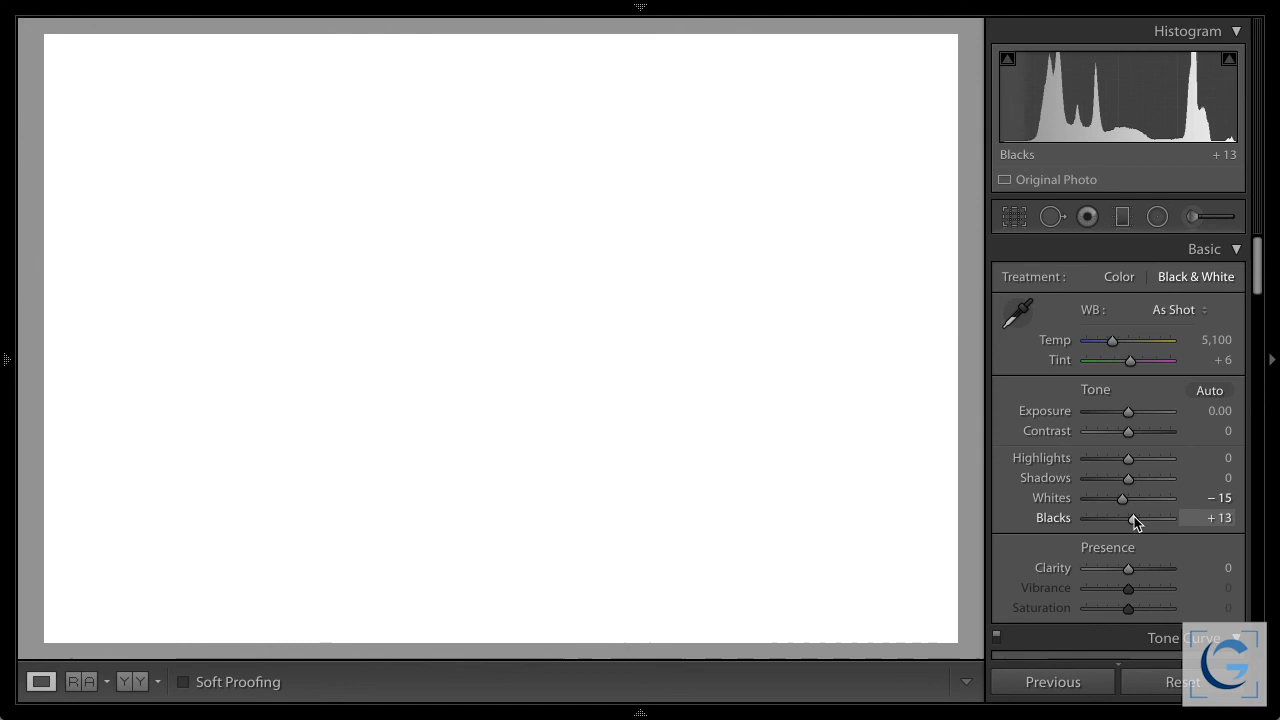 Histogram
Blacks + 13
Original Photo
Basic
Treatment : Color Black & White
WB : As Shot
Temp 5,100
Tint + 6
Tone Auto
Exposure 0.00
Contrast 0
Highlights 0
Shadows 0
Whites − 15
Blacks + 13
Presence
Clarity 0
Vibrance 0
Saturation 0
Tone Curve
R A Y Y Soft Proofing Previous Reset